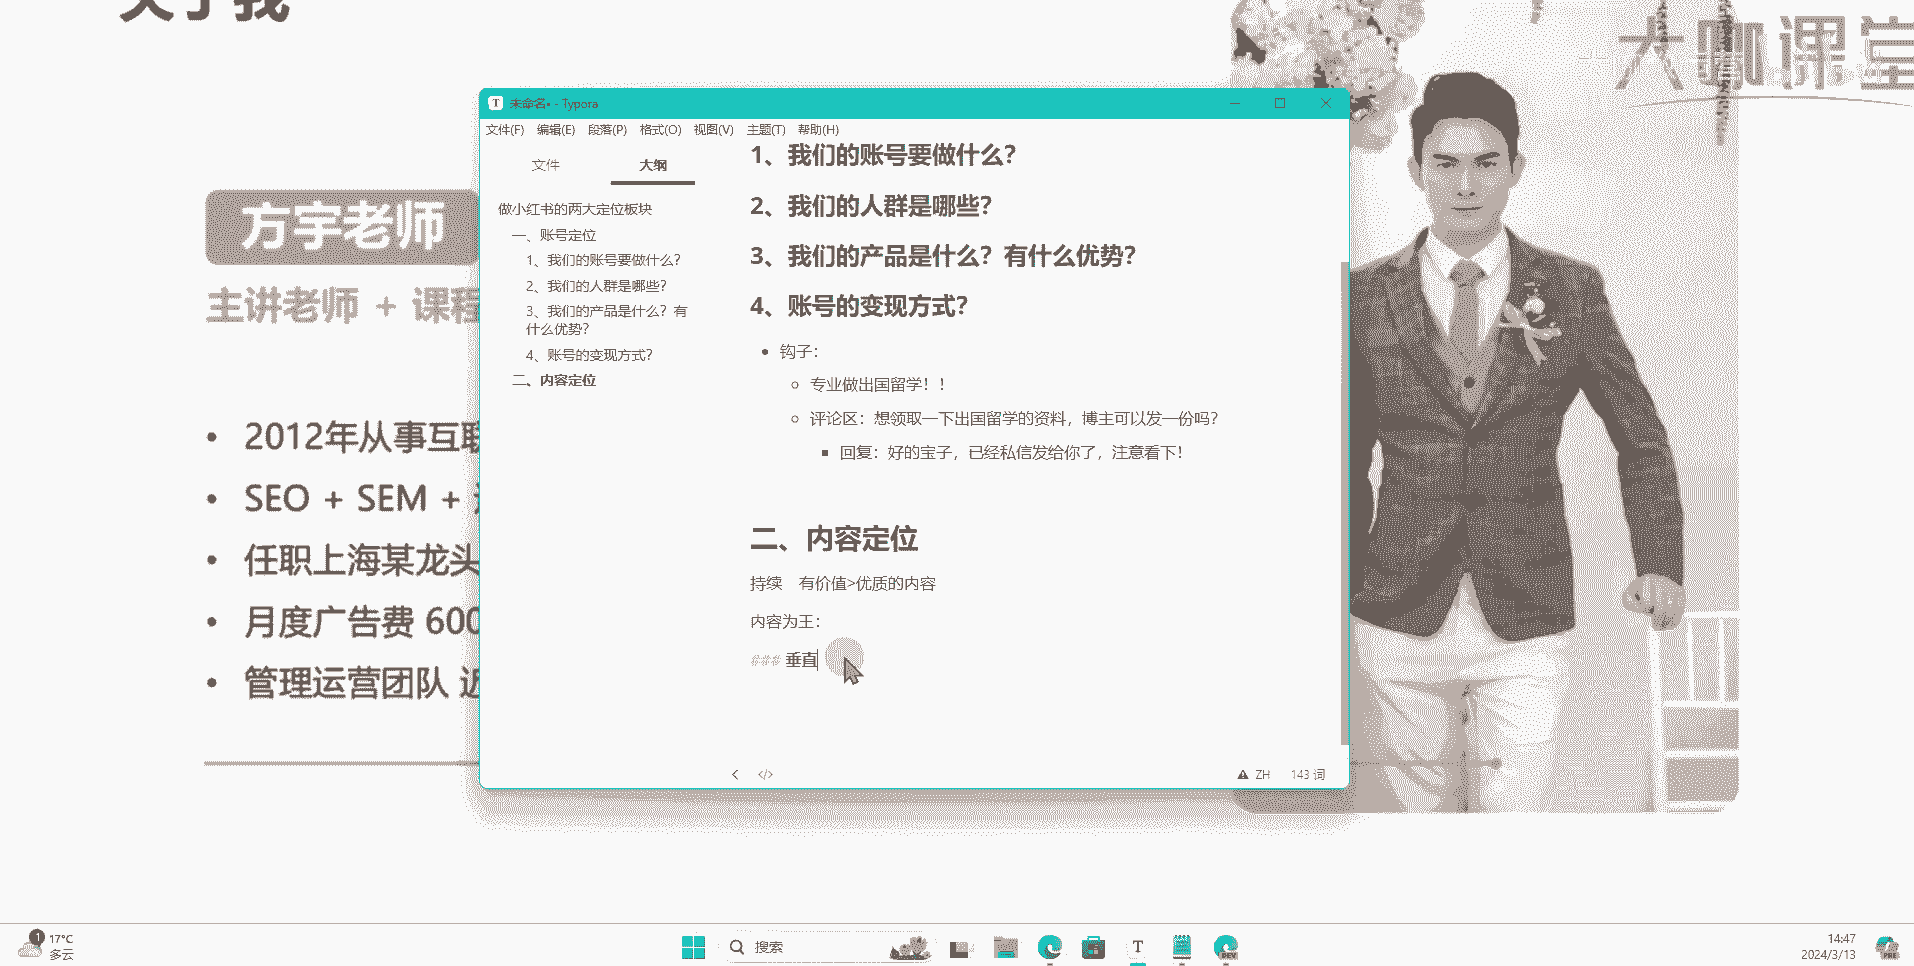 关于我
大咖课堂
方宇老师
主讲老师 + 课程
2012年从事互联
SEO + SEM +
任职上海某龙头
月度广告费 600
管理运营团队 近
T 未命名• - Typora
文件(F) 编辑(E) 段落(P) 格式(O) 视图(V) 主题(T) 帮助(H)
文件 大纲
做小红书的两大定位板块
一、账号定位
1、我们的账号要做什么？
2、我们的人群是哪些？
3、我们的产品是什么？有
什么优势？
4、账号的变现方式？
二、内容定位
1、我们的账号要做什么？
2、我们的人群是哪些？
3、我们的产品是什么？有什么优势？
4、账号的变现方式？
钩子：
专业做出国留学！！
评论区：想领取一下出国留学的资料，博主可以发一份吗？
回复：好的宝子，已经私信发给你了，注意看下！
二、内容定位
持续 有价值>优质的内容
内容为王：
### 垂直
</> ZH 143 词
1 17°C
多云
搜索
T
DEV
14:47
2024/3/13
PRE